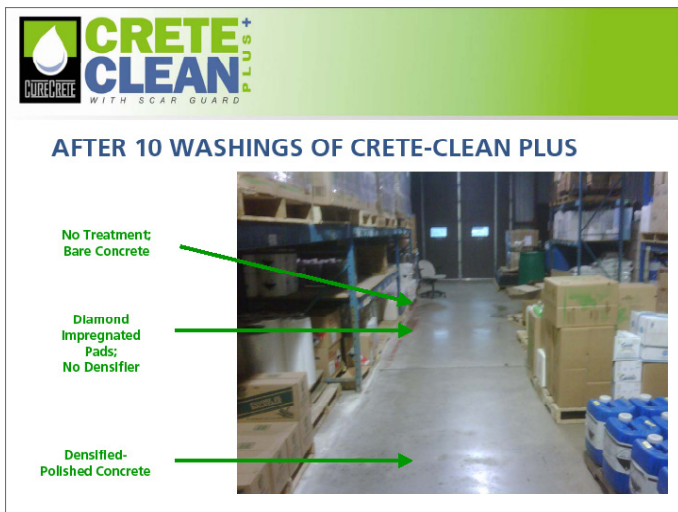 CRETE
CLEAN
PLUS+
WITH SCAR GUARD
CURECRETE
AFTER 10 WASHINGS OF CRETE-CLEAN PLUS
No Treatment;
Bare Concrete
Diamond
Impregnated
Pads;
No Densifier
Densified-
Polished Concrete